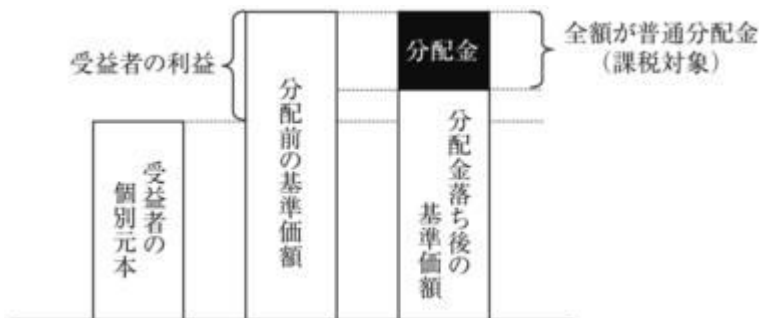 受益者の利益
受益者の
個別元本
分配前の基準価額
分配金
分配金落ち後の
基準価額
全額が普通分配金
（課税対象）